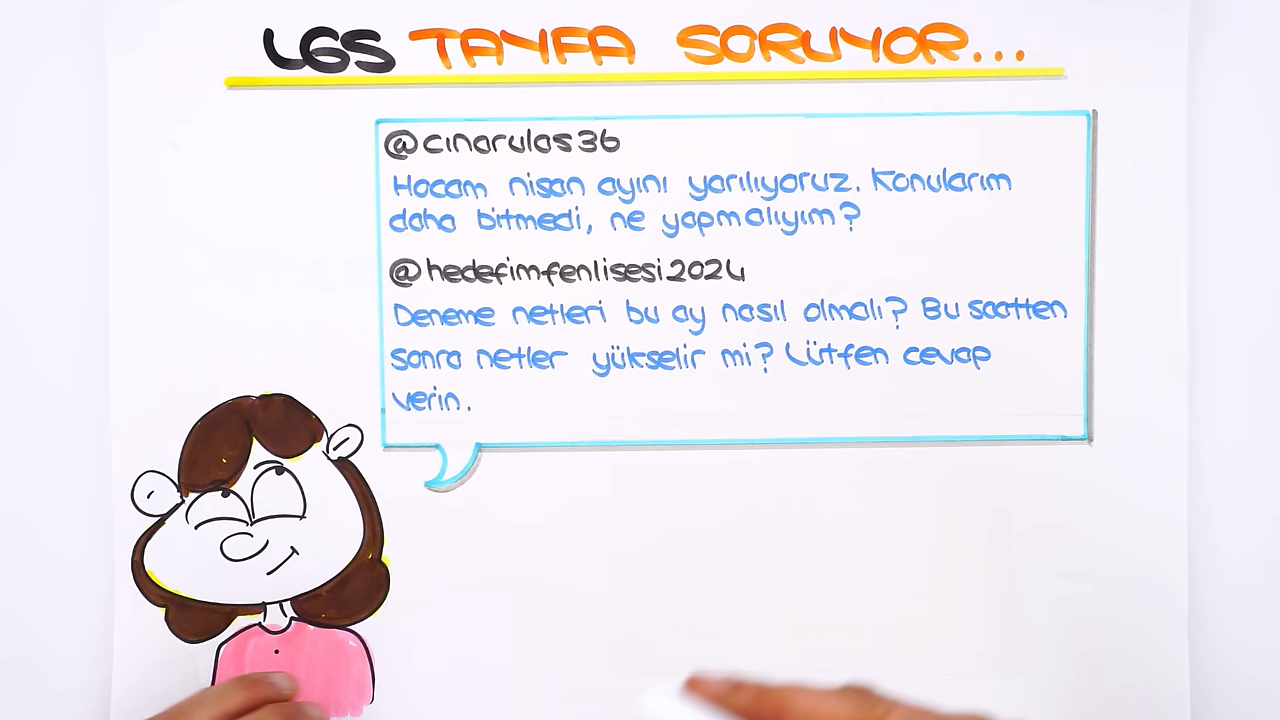 LGS TAYFA SORUYOR...
@cınarulas36
Hocam nisan ayını yarılıyoruz. Konularım
daha bitmedi, ne yapmalıyım?
@hedefimfenlisesi2024
Deneme netleri bu ay nasıl olmalı? Bu saatten
sonra netler yükselir mi? Lütfen cevap
verin.